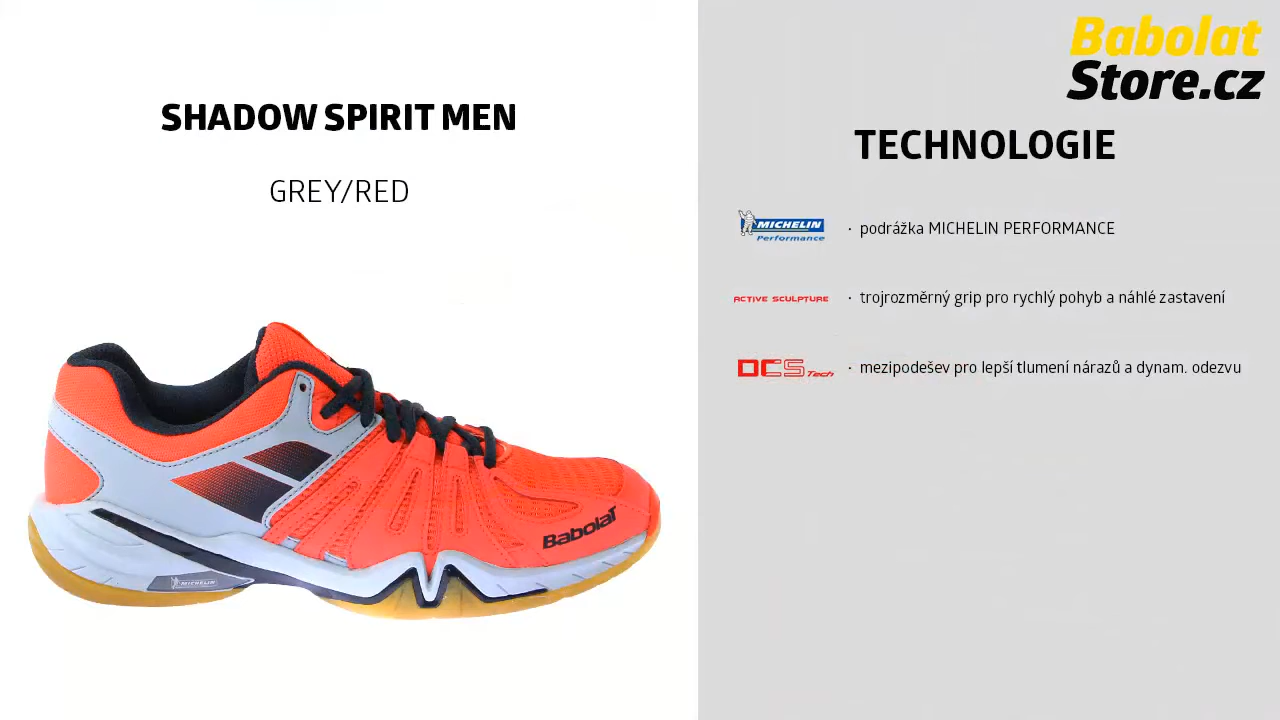 SHADOW SPIRIT MEN
GREY/RED
Babolat
MICHELIN
Babolat
Store.cz
TECHNOLOGIE
MICHELIN
Performance
· podrážka MICHELIN PERFORMANCE
ACTIVE SCULPTURE
· trojrozměrný grip pro rychlý pohyb a náhlé zastavení
OCS Tech
· mezipodešev pro lepší tlumení nárazů a dynam. odezvu